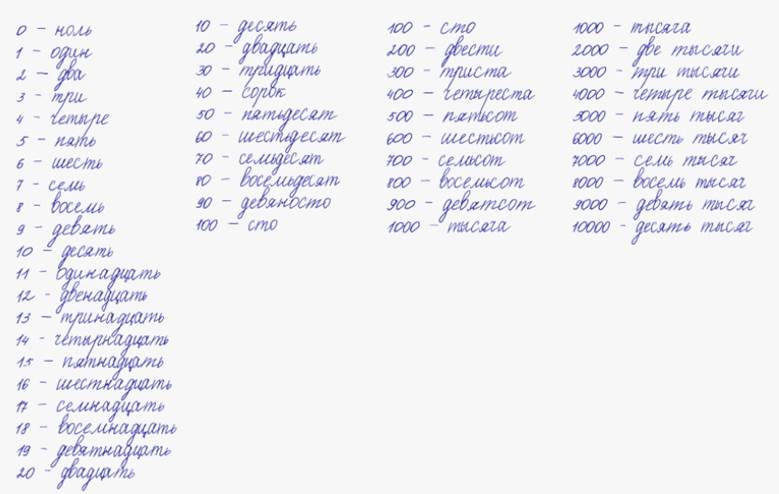 0 – ноль
1 – один
2 – два
3 – три
4 – четыре
5 – пять
6 – шесть
7 – семь
8 – восемь
9 – девять
10 – десять
11 – одинадцать
12 – двенадцать
13 – тринадцать
14 – четырнадцать
15 – пятнадцать
16 – шестнадцать
17 – семнадцать
18 – восемнадцать
19 – девятнадцать
20 – двадцать
10 – десять
20 – двадцать
30 – тридцать
40 – сорок
50 – пятьдесят
60 – шестьдесят
70 – семьдесят
80 – восемьдесят
90 – девяносто
100 – сто
100 – сто
200 – двести
300 – триста
400 – четыреста
500 – пятьсот
600 – шестьсот
700 – семьсот
800 – восемьсот
900 – девятсот
1000 – тысяча
1000 – тысяча
2000 – две тысячи
3000 – три тысячи
4000 – четыре тысячи
5000 – пять тысяч
6000 – шесть тысяч
7000 – семь тысяч
8000 – восемь тысяч
9000 – девять тысяч
10000 – десять тысяч